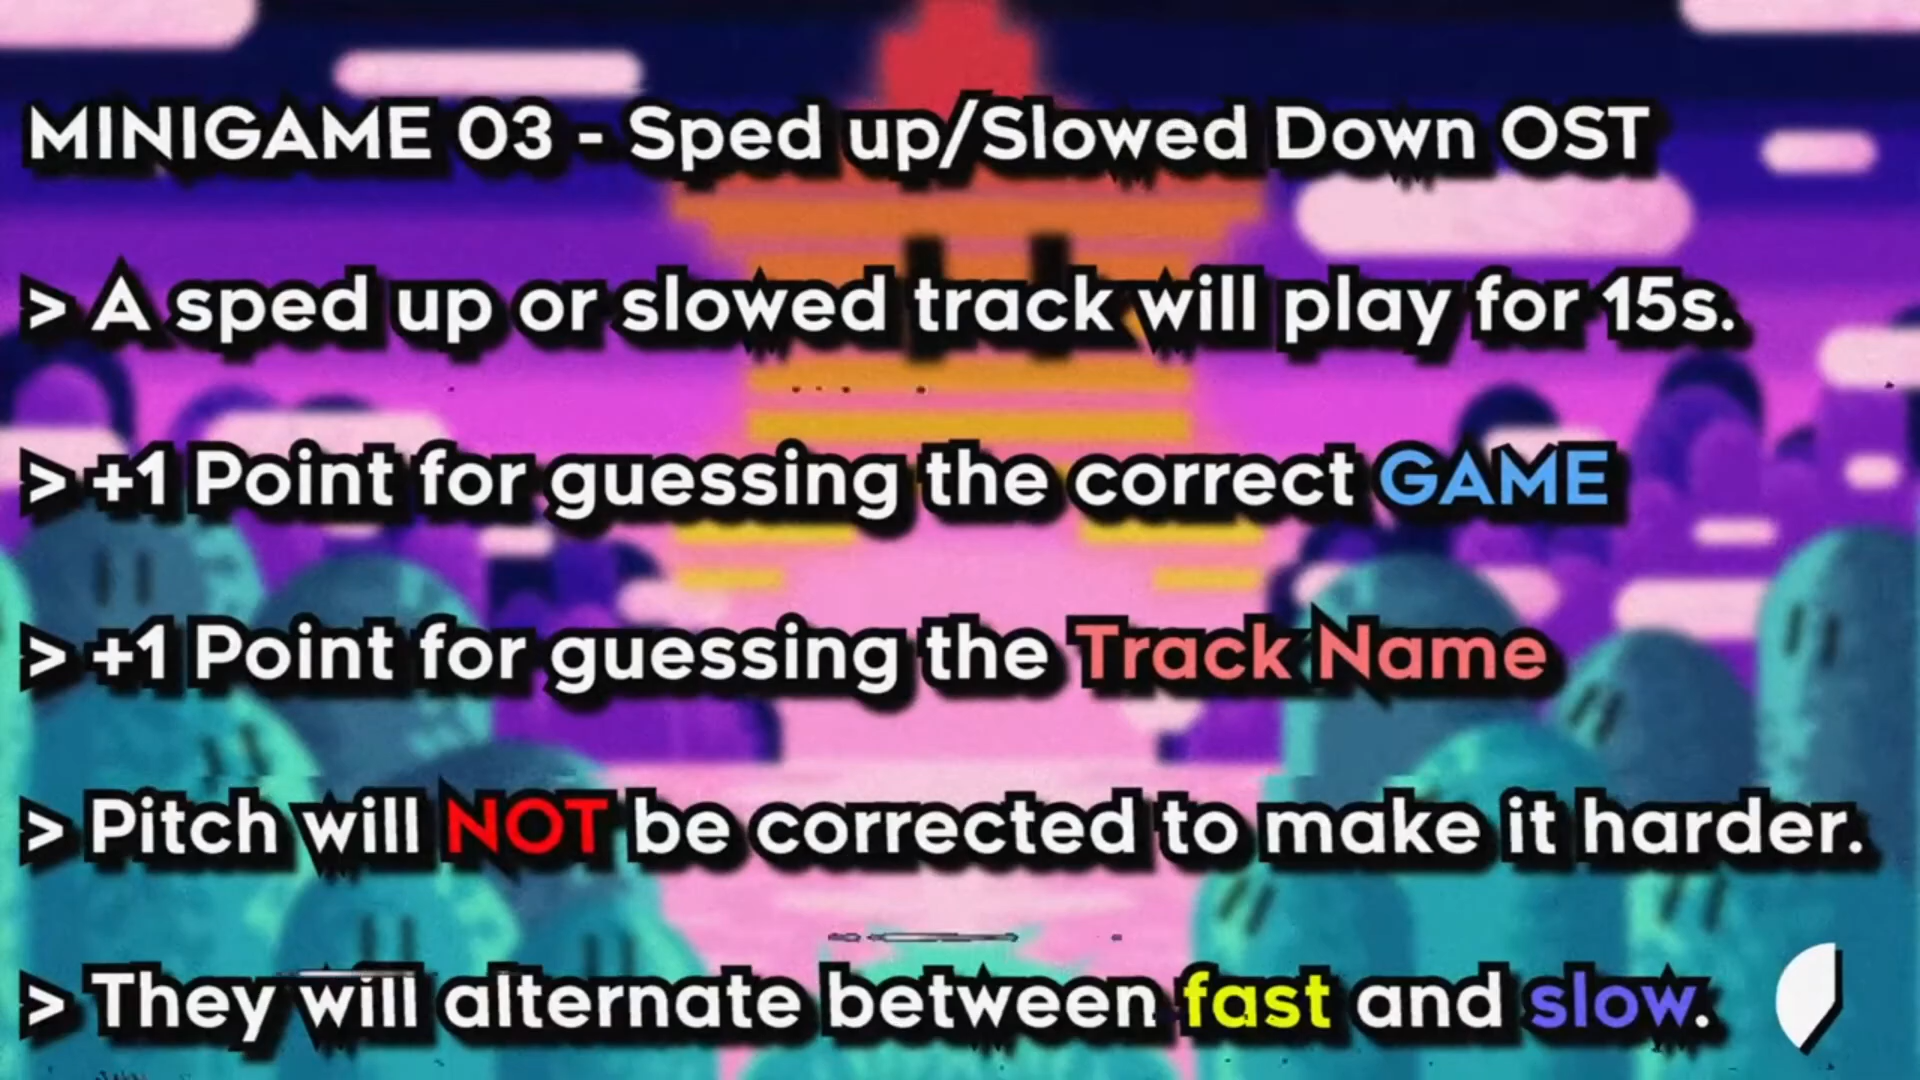 MINIGAME 03 - Sped up/Slowed Down OST
> A sped up or slowed track will play for 15s.
> +1 Point for guessing the correct GAME
> +1 Point for guessing the Track Name
> Pitch will NOT be corrected to make it harder.
> They will alternate between fast and slow.